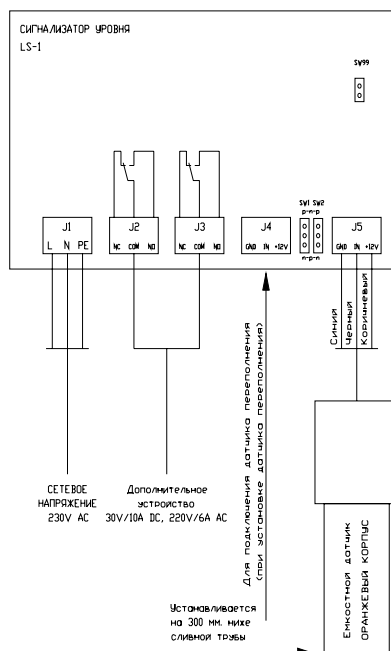 СИГНАЛИЗАТОР УРОВНЯ
LS-1
SW99
SW1 SW2
p-n-p
J1
J2
J3
J4
J5
L N PE
NC COM NO
NC COM NO
GND IN +12V
GND IN +12V
n-p-n
Синий
Черный
Коричневый
Для подключения датчика переполнения
(при установке датчика переполнения)
СЕТЕВОЕ
НАПРЯЖЕНИЕ
230V AC
Дополнительное
устройство
30V/10A DC, 220V/6A AC
Емкостной датчик
ОРАНЖЕВЫЙ КОРПУС
Устанавливается
на 300 мм. ниже
сливной трубы